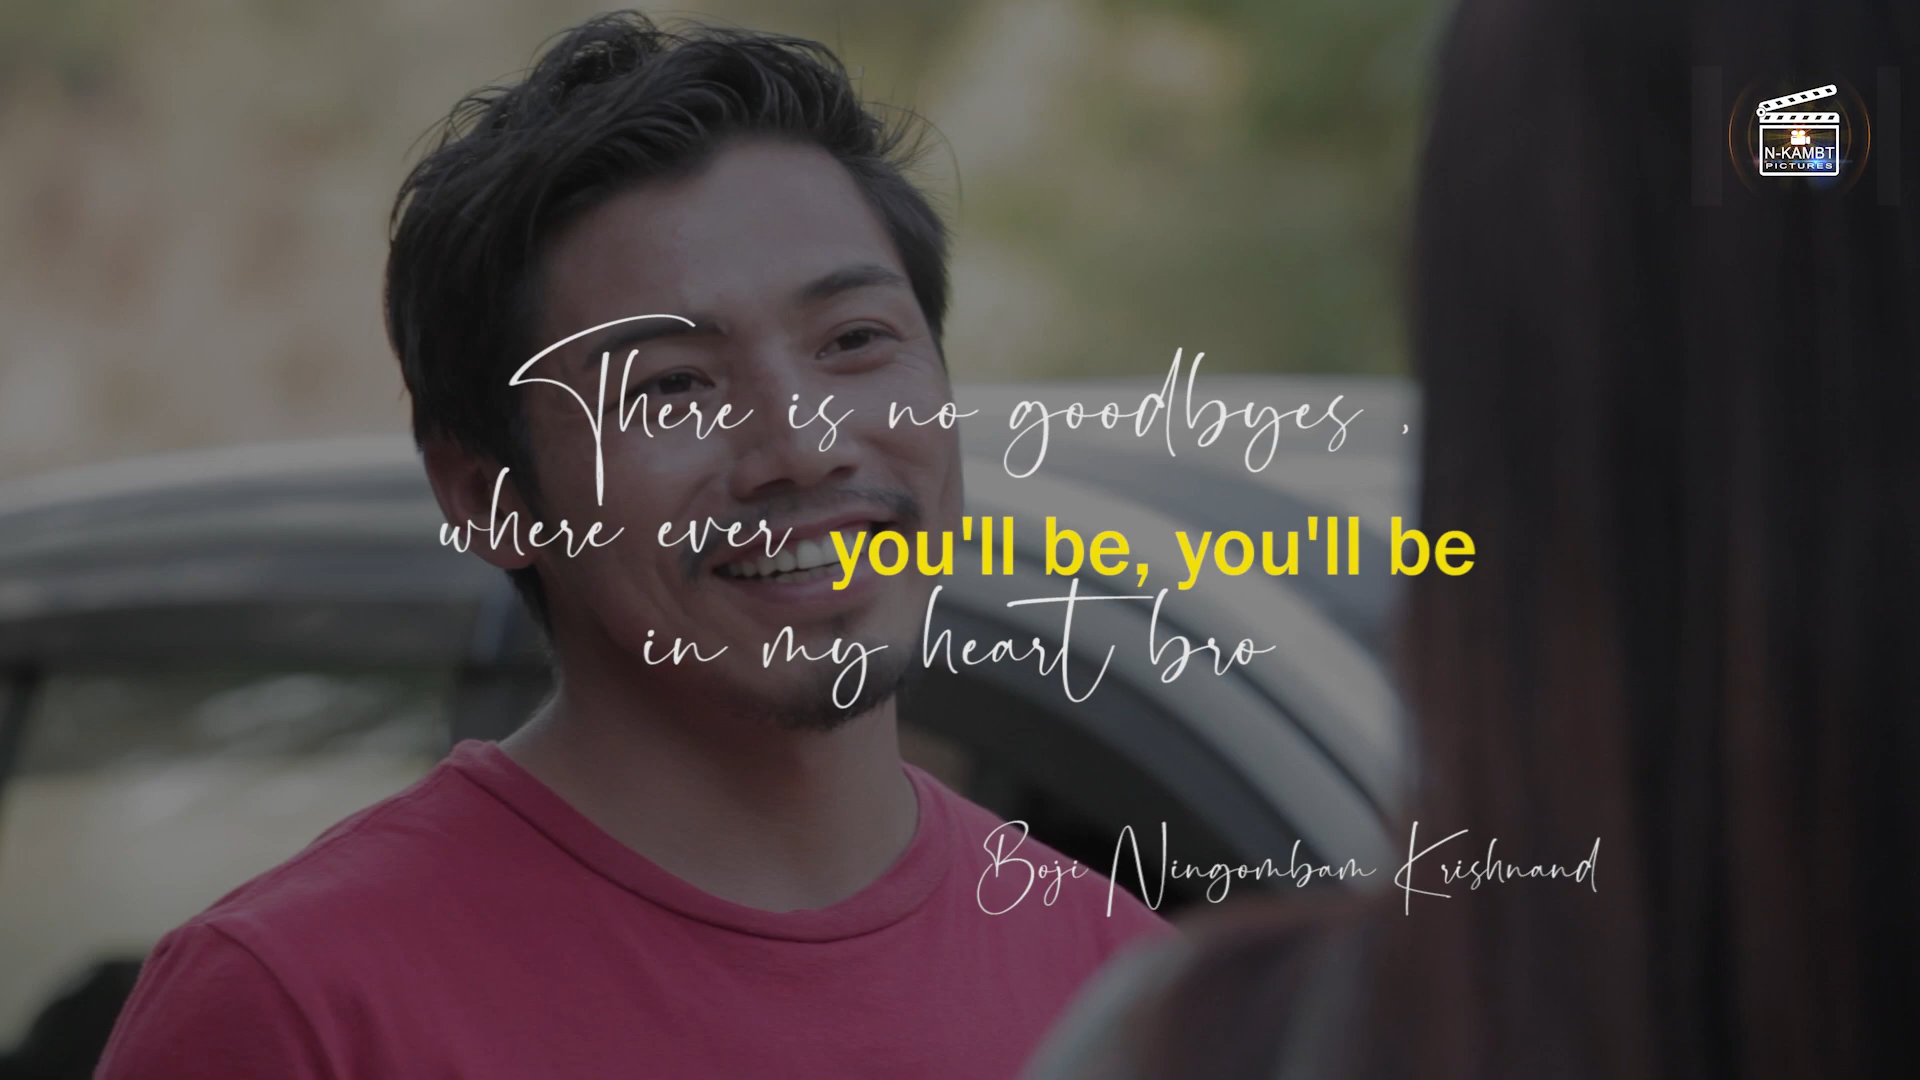 N-KAMBT
PICTURES
There is no goodbyes ,
where ever you'll be, you'll be
in my heart bro
Boji Ningombam Krishnand